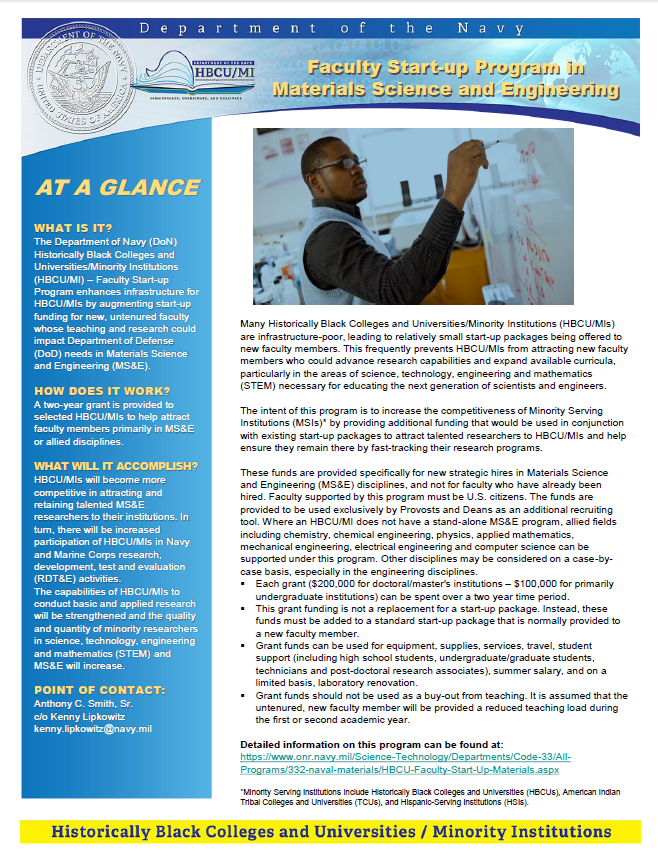 Department of the Navy
DEPARTMENT OF THE NAVY
UNITED STATES OF AMERICA
DEPARTMENT OF THE NAVY
HBCU/MI
COMMUNICATE, COORDINATE, AND CULTIVATE
Faculty Start-up Program in
Materials Science and Engineering
AT A GLANCE
WHAT IS IT?
The Department of Navy (DoN)
Historically Black Colleges and
Universities/Minority Institutions
(HBCU/MI) – Faculty Start-up
Program enhances infrastructure for
HBCU/MIs by augmenting start-up
funding for new, untenured faculty
whose teaching and research could
impact Department of Defense
(DoD) needs in Materials Science
and Engineering (MS&E).
HOW DOES IT WORK?
A two-year grant is provided to
selected HBCU/MIs to help attract
faculty members primarily in MS&E
or allied disciplines.
WHAT WILL IT ACCOMPLISH?
HBCU/MIs will become more
competitive in attracting and
retaining talented MS&E
researchers to their institutions. In
turn, there will be increased
participation of HBCU/MIs in Navy
and Marine Corps research,
development, test and evaluation
(RDT&E) activities.
The capabilities of HBCU/MIs to
conduct basic and applied research
will be strengthened and the quality
and quantity of minority researchers
in science, technology, engineering
and mathematics (STEM) and
MS&E will increase.
POINT OF CONTACT:
Anthony C. Smith, Sr.
c/o Kenny Lipkowitz
kenny.lipkowitz@navy.mil
Many Historically Black Colleges and Universities/Minority Institutions (HBCU/MIs)
are infrastructure-poor, leading to relatively small start-up packages being offered to
new faculty members. This frequently prevents HBCU/MIs from attracting new faculty
members who could advance research capabilities and expand available curricula,
particularly in the areas of science, technology, engineering and mathematics
(STEM) necessary for educating the next generation of scientists and engineers.
The intent of this program is to increase the competitiveness of Minority Serving
Institutions (MSIs)* by providing additional funding that would be used in conjunction
with existing start-up packages to attract talented researchers to HBCU/MIs and help
ensure they remain there by fast-tracking their research programs.
These funds are provided specifically for new strategic hires in Materials Science
and Engineering (MS&E) disciplines, and not for faculty who have already been
hired. Faculty supported by this program must be U.S. citizens. The funds are
provided to be used exclusively by Provosts and Deans as an additional recruiting
tool. Where an HBCU/MI does not have a stand-alone MS&E program, allied fields
including chemistry, chemical engineering, physics, applied mathematics,
mechanical engineering, electrical engineering and computer science can be
supported under this program. Other disciplines may be considered on a case-by-
case basis, especially in the engineering disciplines.
▪ Each grant ($200,000 for doctoral/master's institutions – $100,000 for primarily
undergraduate institutions) can be spent over a two year time period.
▪ This grant funding is not a replacement for a start-up package. Instead, these
funds must be added to a standard start-up package that is normally provided to
a new faculty member.
▪ Grant funds can be used for equipment, supplies, services, travel, student
support (including high school students, undergraduate/graduate students,
technicians and post-doctoral research associates), summer salary, and on a
limited basis, laboratory renovation.
▪ Grant funds should not be used as a buy-out from teaching. It is assumed that the
untenured, new faculty member will be provided a reduced teaching load during
the first or second academic year.
Detailed information on this program can be found at:
https://www.onr.navy.mil/Science-Technology/Departments/Code-33/All-
Programs/332-naval-materials/HBCU-Faculty-Start-Up-Materials.aspx
*Minority Serving Institutions include Historically Black Colleges and Universities (HBCUs), American Indian
Tribal Colleges and Universities (TCUs), and Hispanic-Serving Institutions (HSIs).
Historically Black Colleges and Universities / Minority Institutions